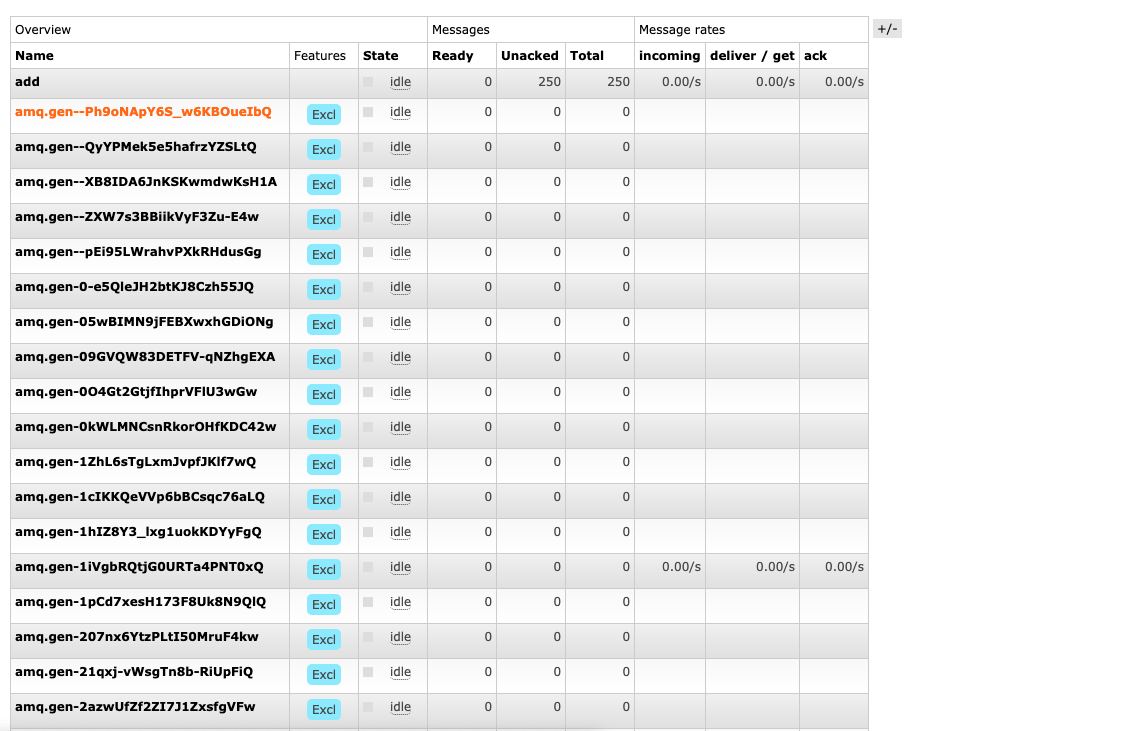 Overview Messages Message rates +/-
Name Features State Ready Unacked Total incoming deliver / get ack
add idle 0 250 250 0.00/s 0.00/s 0.00/s
amq.gen--Ph9oNApY6S_w6KBOueIbQ Excl idle 0 0 0
amq.gen--QyYPMek5e5hafrzYZSLtQ Excl idle 0 0 0
amq.gen--XB8IDA6JnKSKwmdwKsH1A Excl idle 0 0 0
amq.gen--ZXW7s3BBiikVyF3Zu-E4w Excl idle 0 0 0
amq.gen--pEi95LWrahvPXkRHdusGg Excl idle 0 0 0
amq.gen-0-e5QleJH2btKJ8Czh55JQ Excl idle 0 0 0
amq.gen-05wBIMN9jFEBXwxhGDiONg Excl idle 0 0 0
amq.gen-09GVQW83DETFV-qNZhgEXA Excl idle 0 0 0
amq.gen-0O4Gt2GtjfIhprVFlU3wGw Excl idle 0 0 0
amq.gen-0kWLMNCsnRkorOHfKDC42w Excl idle 0 0 0
amq.gen-1ZhL6sTgLxmJvpfJKlf7wQ Excl idle 0 0 0
amq.gen-1cIKKQeVVp6bBCsqc76aLQ Excl idle 0 0 0
amq.gen-1hIZ8Y3_lxg1uokKDYyFgQ Excl idle 0 0 0
amq.gen-1iVgbRQtjG0URTa4PNT0xQ Excl idle 0 0 0 0.00/s 0.00/s 0.00/s
amq.gen-1pCd7xesH173F8Uk8N9QlQ Excl idle 0 0 0
amq.gen-207nx6YtzPLtI50MruF4kw Excl idle 0 0 0
amq.gen-21qxj-vWsgTn8b-RiUpFiQ Excl idle 0 0 0
amq.gen-2azwUfZf2ZI7J1ZxsfgVFw Excl idle 0 0 0